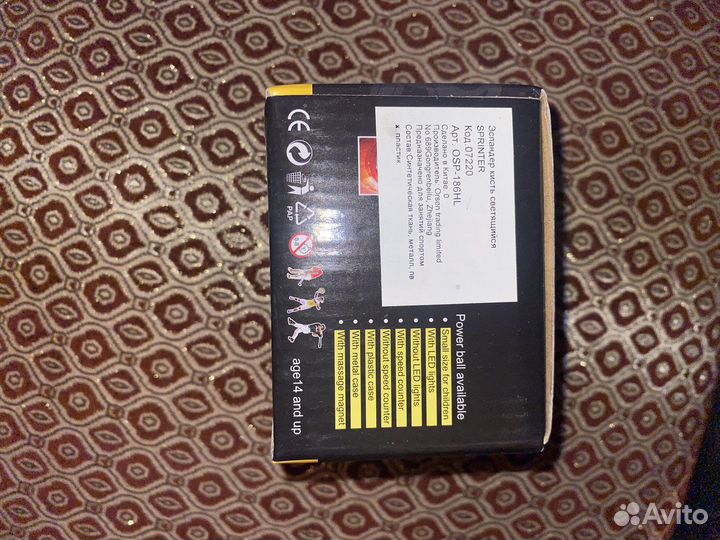 Эспандер кисть светящийся
SPRINTER
Код 07220
Арт. OSP-186HL
Сделано в Китае. 0
Производитель: Orson trading limited
No 689Gongrenbeilu, Zhejiang
Предназначено для занятий спортом
Состав:Синтетическая ткань, металл, пв
х, пластик
Power ball available
• Small size for children
• With LED lights
• Without LED lights
• With speed counter
• Without speed counter
• With plastic case
• With metal case
• With massage magnet
CE
PAP
age14 and up
Avito